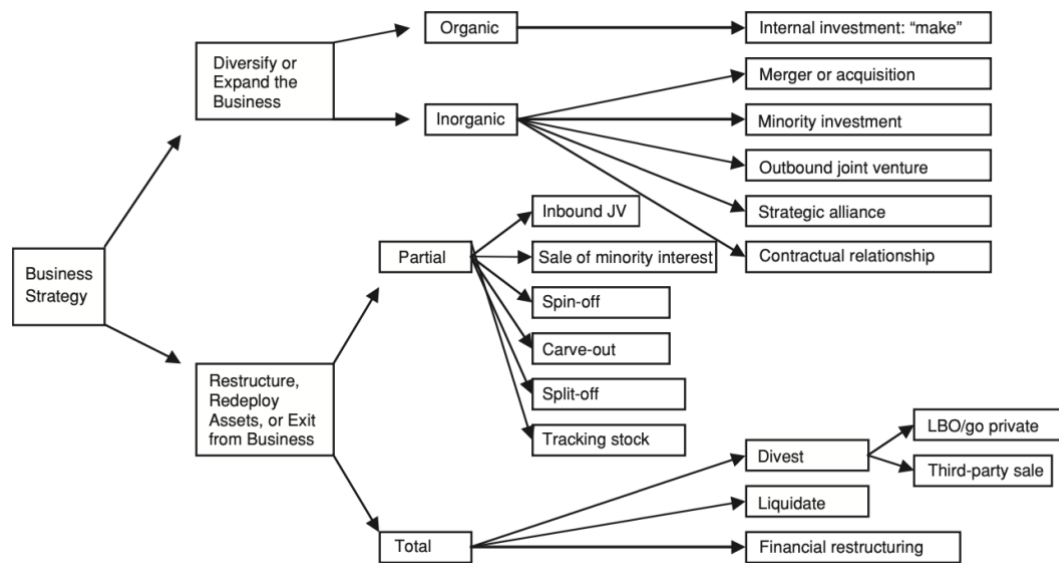 Organic
Internal investment: “make”
Diversify or
Expand the
Business
Merger or acquisition
Inorganic
Minority investment
Outbound joint venture
Inbound JV
Strategic alliance
Partial
Sale of minority interest
Contractual relationship
Business
Strategy
Spin-off
Carve-out
Restructure,
Redeploy
Assets, or Exit
from Business
Split-off
Tracking stock
LBO/go private
Divest
Third-party sale
Liquidate
Total
Financial restructuring